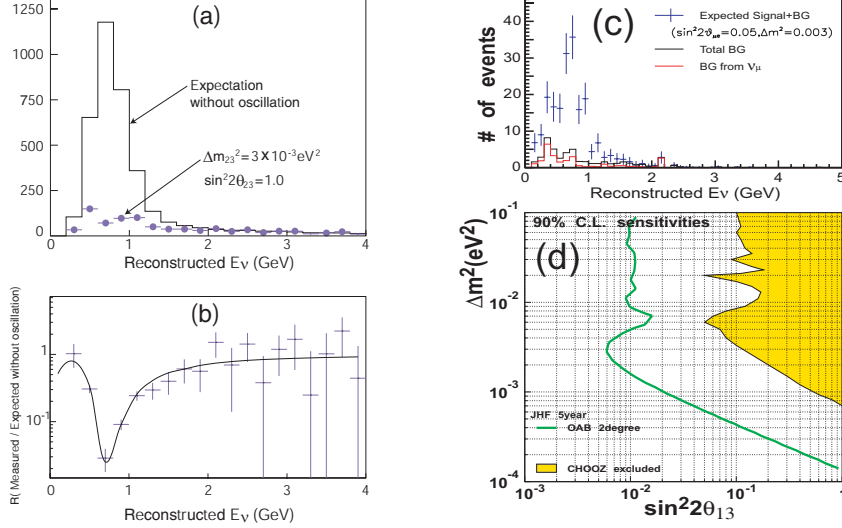 (a)
1250
1000
750
500
250
0
Expectation
without oscillation
Δm23²=3×10⁻³eV²
sin²2θ23=1.0
0 1 2 3 4
Reconstructed Eν (GeV)
(b)
R( Measured / Expected without oscillation)
1
10⁻¹
0 1 2 3 4
Reconstructed Eν (GeV)
(c)
# of events
40
30
20
10
0
Expected Signal+BG
(sin²2θμe=0.05,Δm²=0.003)
Total BG
BG from νμ
0 1 2 3 4 5
Reconstructed Eν (GeV)
90% C.L. sensitivities
(d)
Δm²(eV²)
10⁻¹
10⁻²
10⁻³
10⁻⁴
JHF 5year
OAB 2degree
CHOOZ excluded
10⁻³ 10⁻² 10⁻¹ 1
sin²2θ13